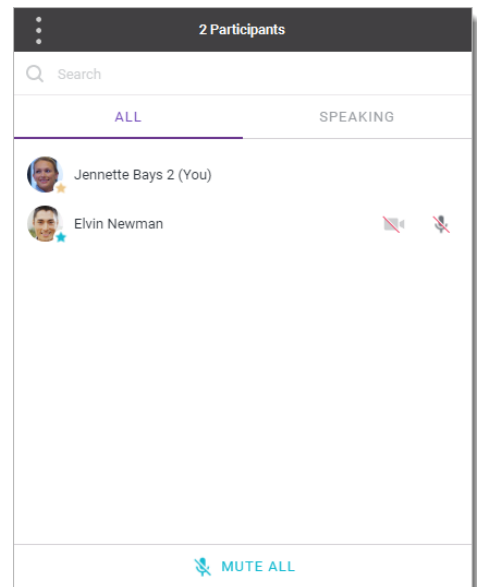 2 Participants
Search
ALL
SPEAKING
Jennette Bays 2 (You)
Elvin Newman
MUTE ALL